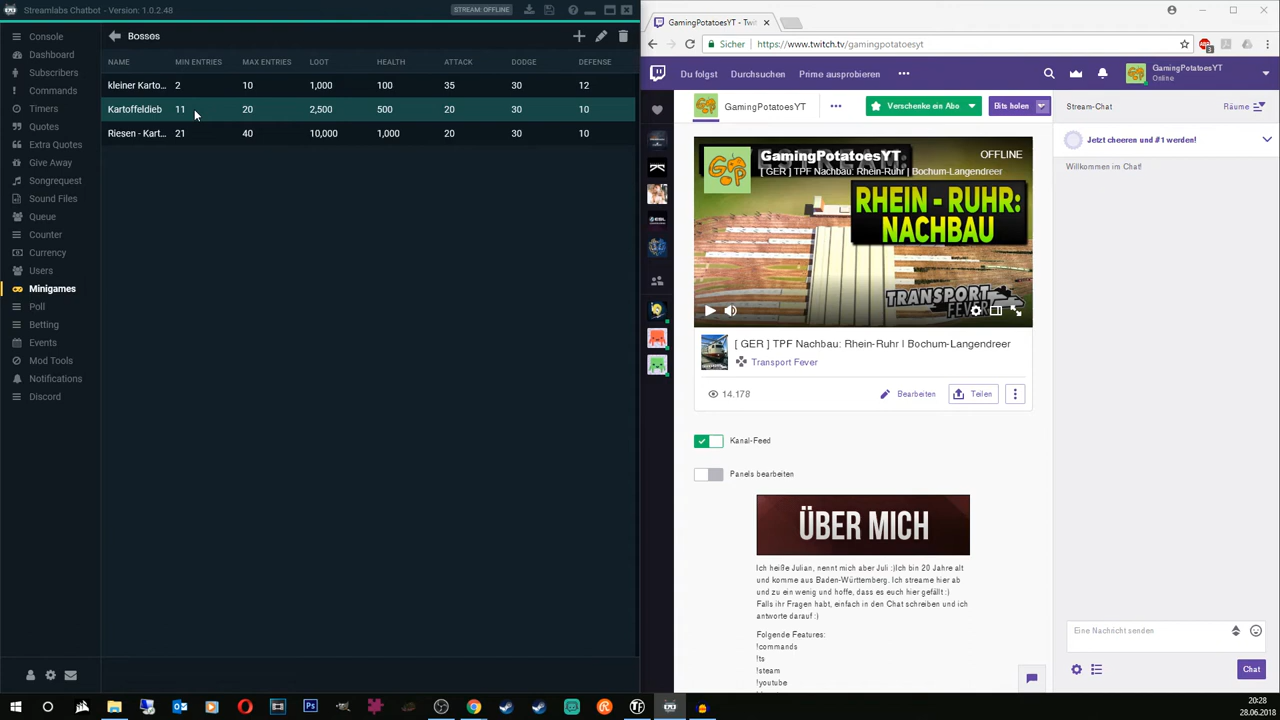 Streamlabs Chatbot - Version: 1.0.2.48
STREAM: OFFLINE
Console
Dashboard
Subscribers
Commands
Timers
Quotes
Extra Quotes
Give Away
Songrequest
Sound Files
Queue
Counter
Currency
Users
Minigames
Poll
Betting
Events
Mod Tools
Notifications
Discord
Bosses
NAME MIN ENTRIES MAX ENTRIES LOOT HEALTH ATTACK DODGE DEFENSE
kleiner Karto... 2 10 1,000 100 35 30 12
Kartoffeldieb 11 20 2,500 500 20 30 10
Riesen - Kart... 21 40 10,000 1,000 20 30 10
GamingPotatoesYT - Twi
Sicher https://www.twitch.tv/gamingpotatoesyt
3
Du folgst Durchsuchen Prime ausprobieren
GamingPotatoesYT
Online
GamingPotatoesYT
Verschenke ein Abo
Bits holen
ESL
GamingPotatoesYT
OFFLINE
[ GER ] TPF Nachbau: Rhein-Ruhr | Bochum-Langendreer
RHEIN - RUHR:
NACHBAU
TRANSPORT
FEVER
[ GER ] TPF Nachbau: Rhein-Ruhr | Bochum-Langendreer
Transport Fever
14.178
Bearbeiten
Teilen
Kanal-Feed
Panels bearbeiten
ÜBER MICH
Ich heiße Julian, nennt mich aber Juli :)Ich bin 20 Jahre alt
und komme aus Baden-Württemberg. Ich streame hier ab
und zu ein wenig und hoffe, dass es euch hier gefällt :)
Falls ihr Fragen habt, einfach in den Chat schreiben und ich
antworte darauf :)
Folgende Features:
!commands
!ts
!steam
!youtube
Stream-Chat
Räume
Jetzt cheeren und #1 werden!
Willkommen im Chat!
Eine Nachricht senden
Chat
20:28
28.06.2018